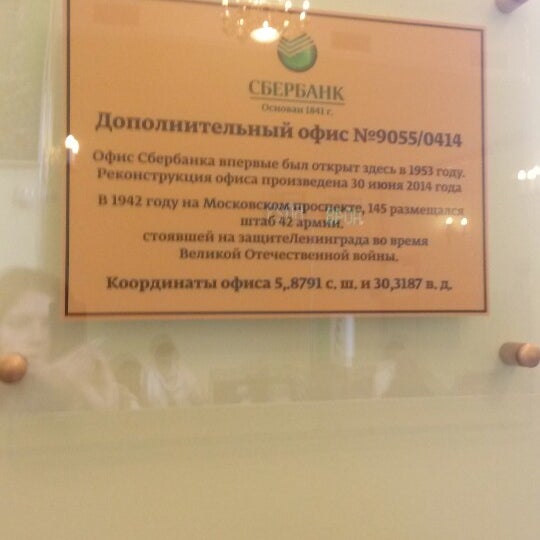 СБЕРБАНК
Основан 1841 г.
Дополнительный офис №9055/0414
Офис Сбербанка впервые был открыт здесь в 1953 году.
Реконструкция офиса произведена 30 июня 2014 года
В 1942 году на Московском проспекте, 145 размещался
штаб 42 армии,
стоявшей на защитеЛенинграда во время
Великой Отечественной войны.
Координаты офиса 5,.8791 с. ш. и 30,3187 в. д.